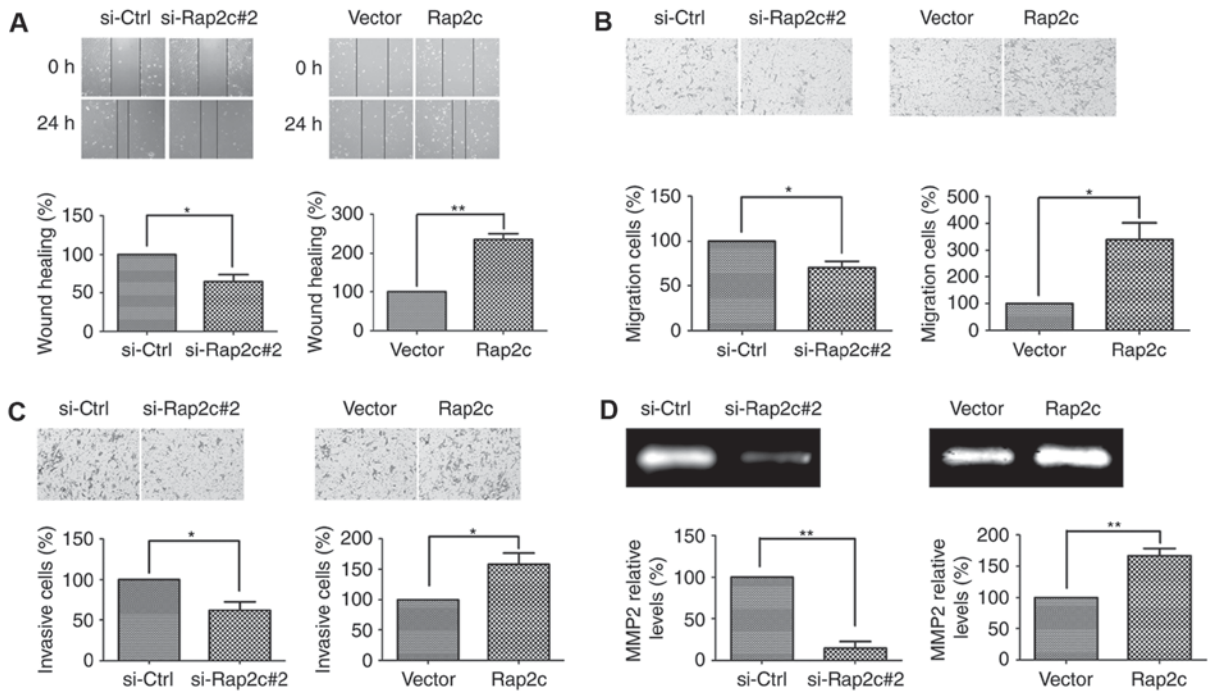 A
si-Ctrl si-Rap2c#2
Vector Rap2c
0 h
0 h
24 h
24 h
Wound healing (%)
150
100
50
0
*
si-Ctrl si-Rap2c#2
Wound healing (%)
300
200
100
0
**
Vector Rap2c
B
si-Ctrl si-Rap2c#2
Vector Rap2c
Migration cells (%)
150
100
50
0
*
si-Ctrl si-Rap2c#2
Migration cells (%)
500
400
300
200
100
0
*
Vector Rap2c
C
si-Ctrl si-Rap2c#2
Vector Rap2c
Invasive cells (%)
150
100
50
0
*
si-Ctrl si-Rap2c#2
Invasive cells (%)
200
150
100
50
0
*
Vector Rap2c
D
si-Ctrl si-Rap2c#2
Vector Rap2c
MMP2 relative
levels (%)
150
100
50
0
**
si-Ctrl si-Rap2c#2
MMP2 relative
levels (%)
200
150
100
50
0
**
Vector Rap2c